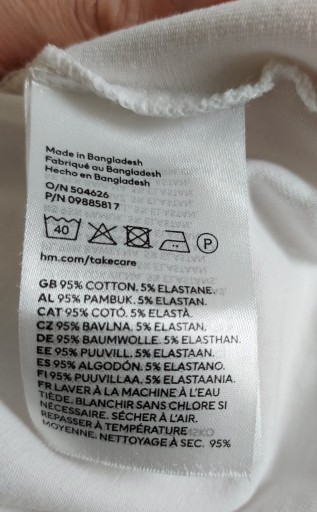 Made in Bangladesh
Fabriqué au Bangladesh
Hecho en Bangladesh
O/N 504626
P/N 09885817
40 P
hm.com/takecare
GB 95% COTTON. 5% ELASTANE.
AL 95% PAMBUK. 5% ELASTAN.
CAT 95% COTÓ. 5% ELASTÀ.
CZ 95% BAVLNA. 5% ELASTAN.
DE 95% BAUMWOLLE. 5% ELASTHAN.
EE 95% PUUVILL. 5% ELASTAAN.
ES 95% ALGODÓN. 5% ELASTANO.
FI 95% PUUVILLAA. 5% ELASTAANIA.
FR LAVER À LA MACHINE À L'EAU
TIÈDE. BLANCHIR SANS CHLORE SI
NÉCESSAIRE. SÉCHER À L'AIR.
REPASSER À TEMPÉRATURE
MOYENNE. NETTOYAGE À SEC. 95%